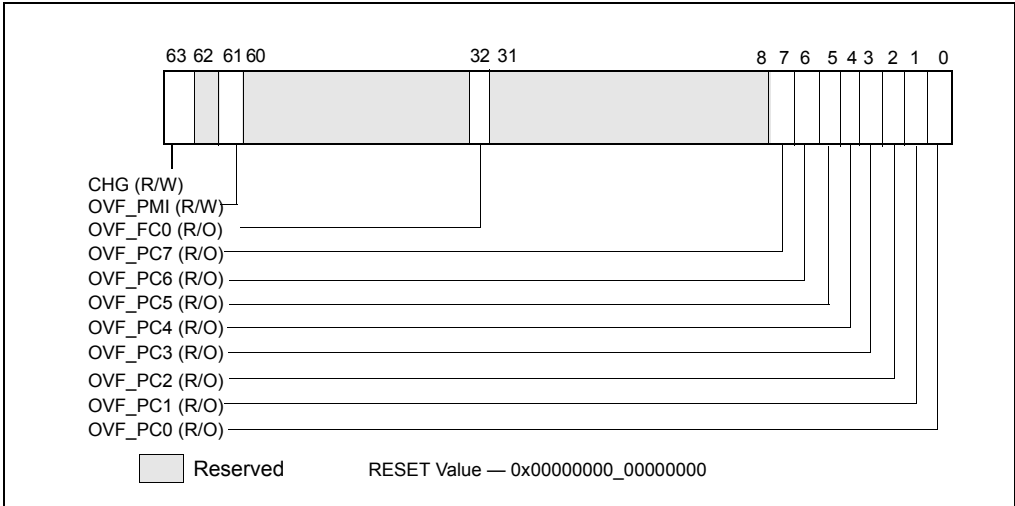 63 62 61 60 32 31 8 7 6 5 4 3 2 1 0
CHG (R/W)
OVF_PMI (R/W)
OVF_FC0 (R/O)
OVF_PC7 (R/O)
OVF_PC6 (R/O)
OVF_PC5 (R/O)
OVF_PC4 (R/O)
OVF_PC3 (R/O)
OVF_PC2 (R/O)
OVF_PC1 (R/O)
OVF_PC0 (R/O)
Reserved RESET Value — 0x00000000_00000000